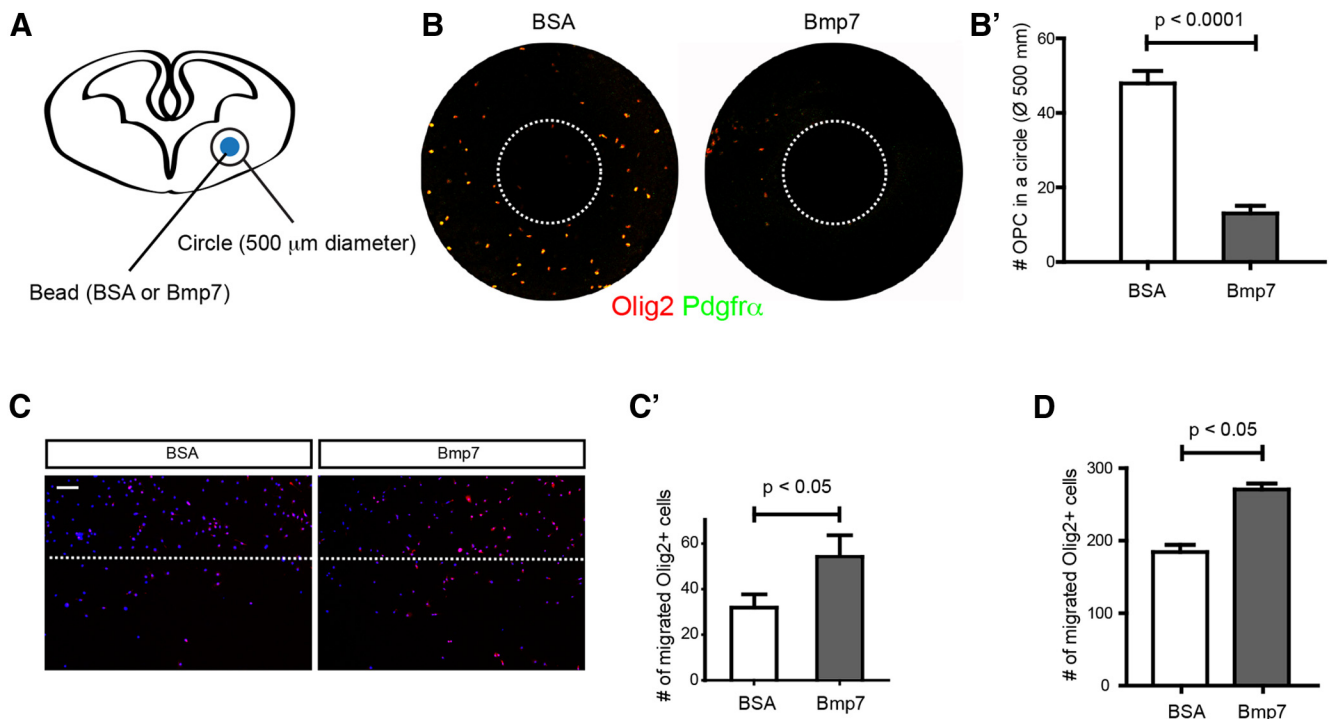 A
Circle (500 μm diameter)
Bead (BSA or Bmp7)
B
BSA
Bmp7
Olig2 Pdgfrα
B’
p < 0.0001
# OPC in a circle (Ø 500 mm)
60
40
20
0
BSA
Bmp7
C
BSA
Bmp7
C’
p < 0.05
# of migrated Olig2+ cells
60
40
20
0
BSA
Bmp7
D
p < 0.05
# of migrated Olig2+ cells
300
200
100
0
BSA
Bmp7